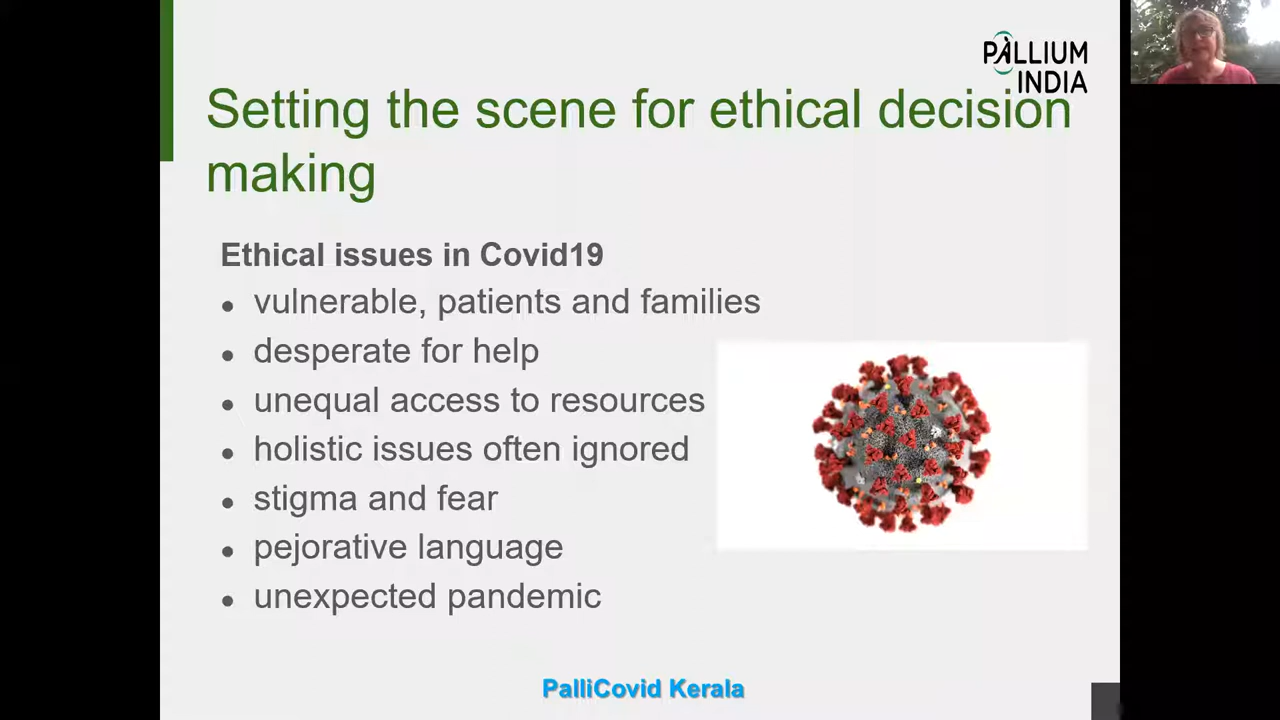 PALLIUM
INDIA
Setting the scene for ethical decision
making
Ethical issues in Covid19
• vulnerable, patients and families
• desperate for help
• unequal access to resources
• holistic issues often ignored
• stigma and fear
• pejorative language
• unexpected pandemic
PalliCovid Kerala